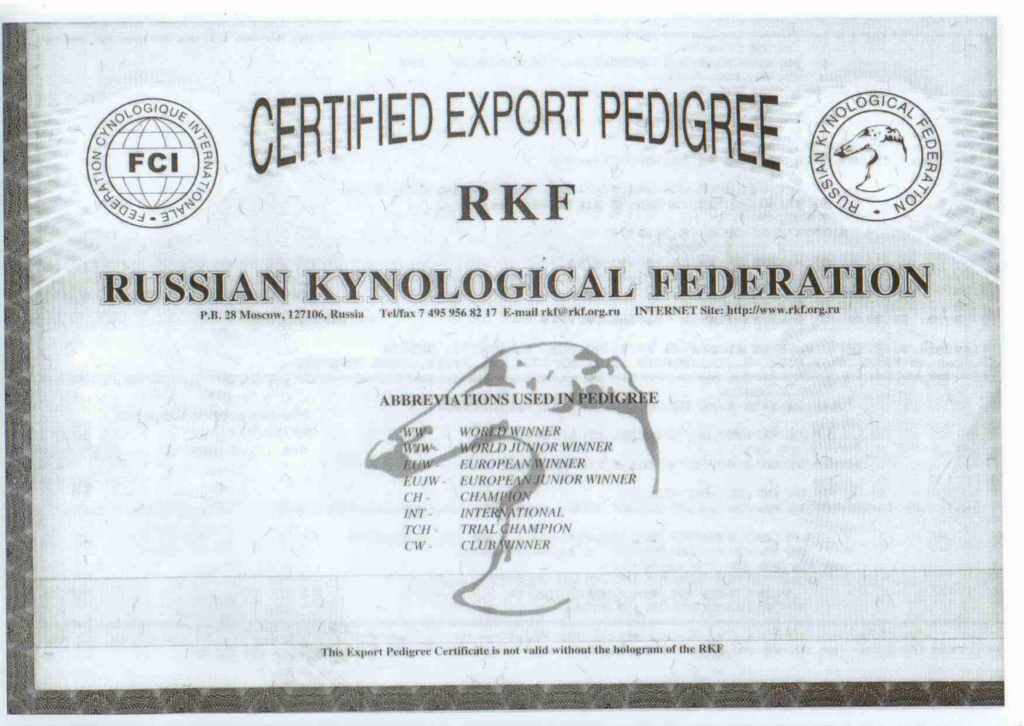 CERTIFIED EXPORT PEDIGREE
FEDERATION CYNOLOGIQUE INTERNATIONALE
FCI
RUSSIAN KYNOLOGICAL FEDERATION
RKF
RUSSIAN KYNOLOGICAL FEDERATION
P.B. 28 Moscow, 127106, Russia Tel/fax 7 495 956 82 17 E-mail rkf@rkf.org.ru INTERNET Site: http://www.rkf.org.ru
ABBREVIATIONS USED IN PEDIGREE
WW - WORLD WINNER
WJW- WORLD JUNIOR WINNER
EUW- EUROPEAN WINNER
EUJW - EUROPEAN JUNIOR WINNER
CH - CHAMPION
INT - INTERNATIONAL
TCH - TRIAL CHAMPION
CW - CLUB WINNER
This Export Pedigree Certificate is not valid without the hologram of the RKF